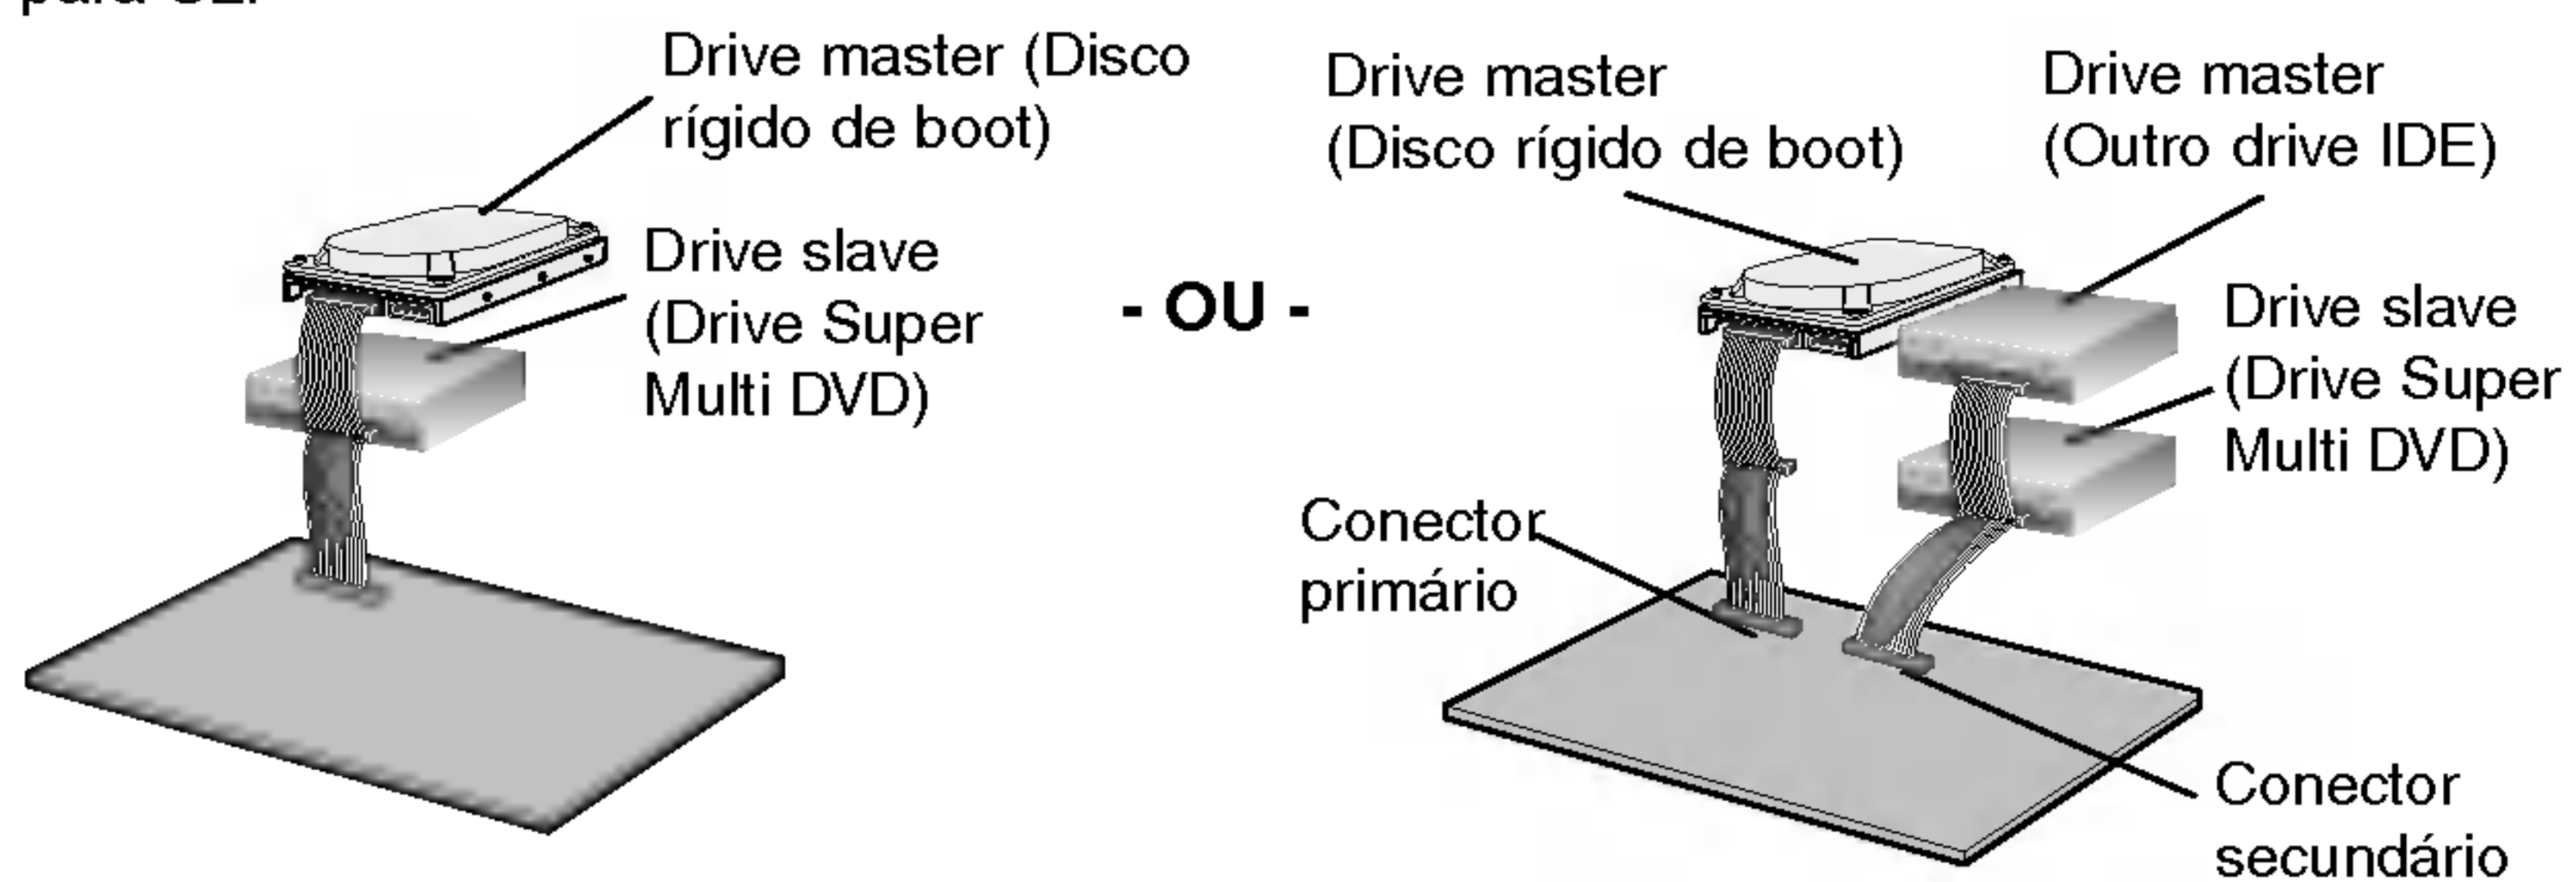 Drive master (Disco
rígido de boot)
Drive slave
(Drive Super
Multi DVD)
- OU -
Drive master
(Disco rígido de boot)
Drive master
(Outro drive IDE)
Drive slave
(Drive Super
Multi DVD)
Conector
primário
Conector
secundário